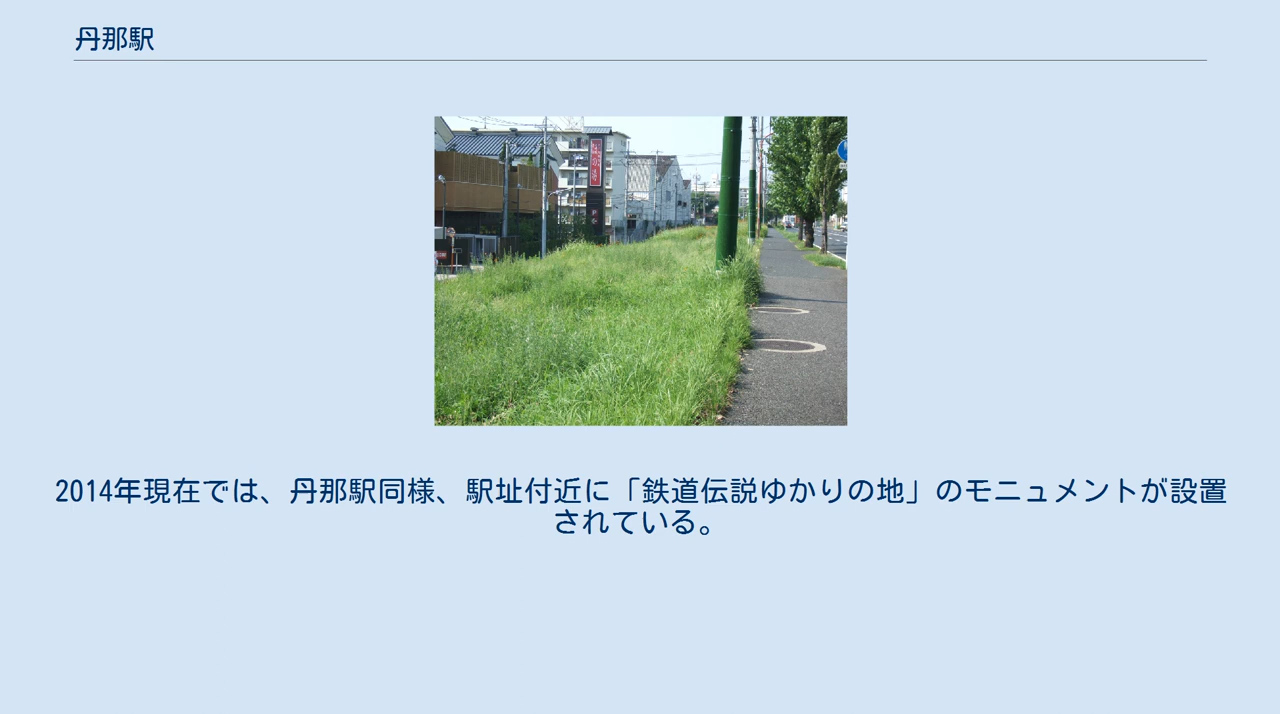 丹那駅
2014年現在では、丹那駅同様、駅址付近に「鉄道伝説ゆかりの地」のモニュメントが設置
されている。